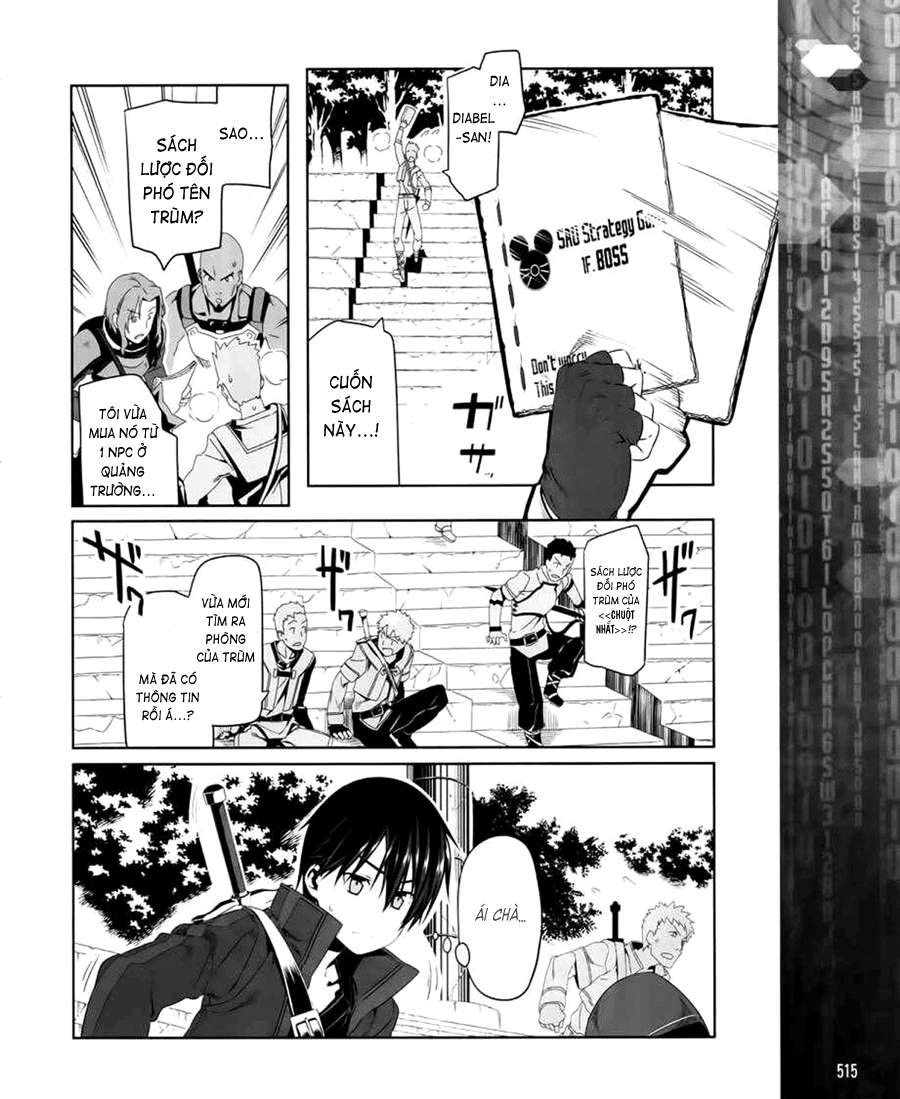 DIA
...
DIABEL
-SAN!
SAO Strategy Gu
1F. BOSS
Don't worry
This
k
CUỐN
SÁCH
NÀY...!
ザワ
SAO...
SÁCH
LƯỢC ĐỐI
PHÓ TÊN
TRÙM?
TÔI VỪA
MUA NÓ TỪ
1 NPC Ở
QUẢNG
TRƯỜNG...
ザワ
SÁCH LƯỢC
ĐỐI PHÓ
TRÙM CỦA
<<CHUỘT
NHẮT>>!?
ザワ
VỪA MỚI
TÌM RA
PHÒNG
CỦA TRÙM
MÀ ĐÃ CÓ
THÔNG TIN
RỒI Á...?
ザワ
ÁI CHÀ...
515